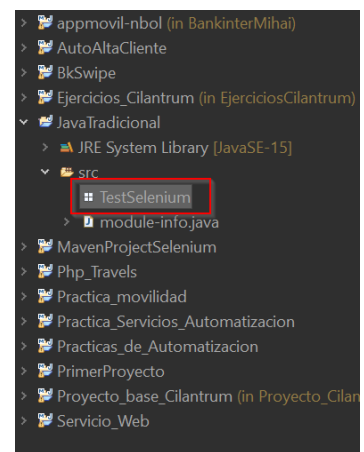 appmovil-nbol (in BankinterMihai)
AutoAltaCliente
BkSwipe
Ejercicios_Cilantrum (in EjerciciosCilantrum)
JavaTradicional
JRE System Library [JavaSE-15]
src
TestSelenium
module-info.java
MavenProjectSelenium
Php_Travels
Practica_movilidad
Practica_Servicios_Automatizacion
Practicas_de_Automatizacion
PrimerProyecto
Proyecto_base_Cilantrum (in Proyecto_Cilan
Servicio_Web